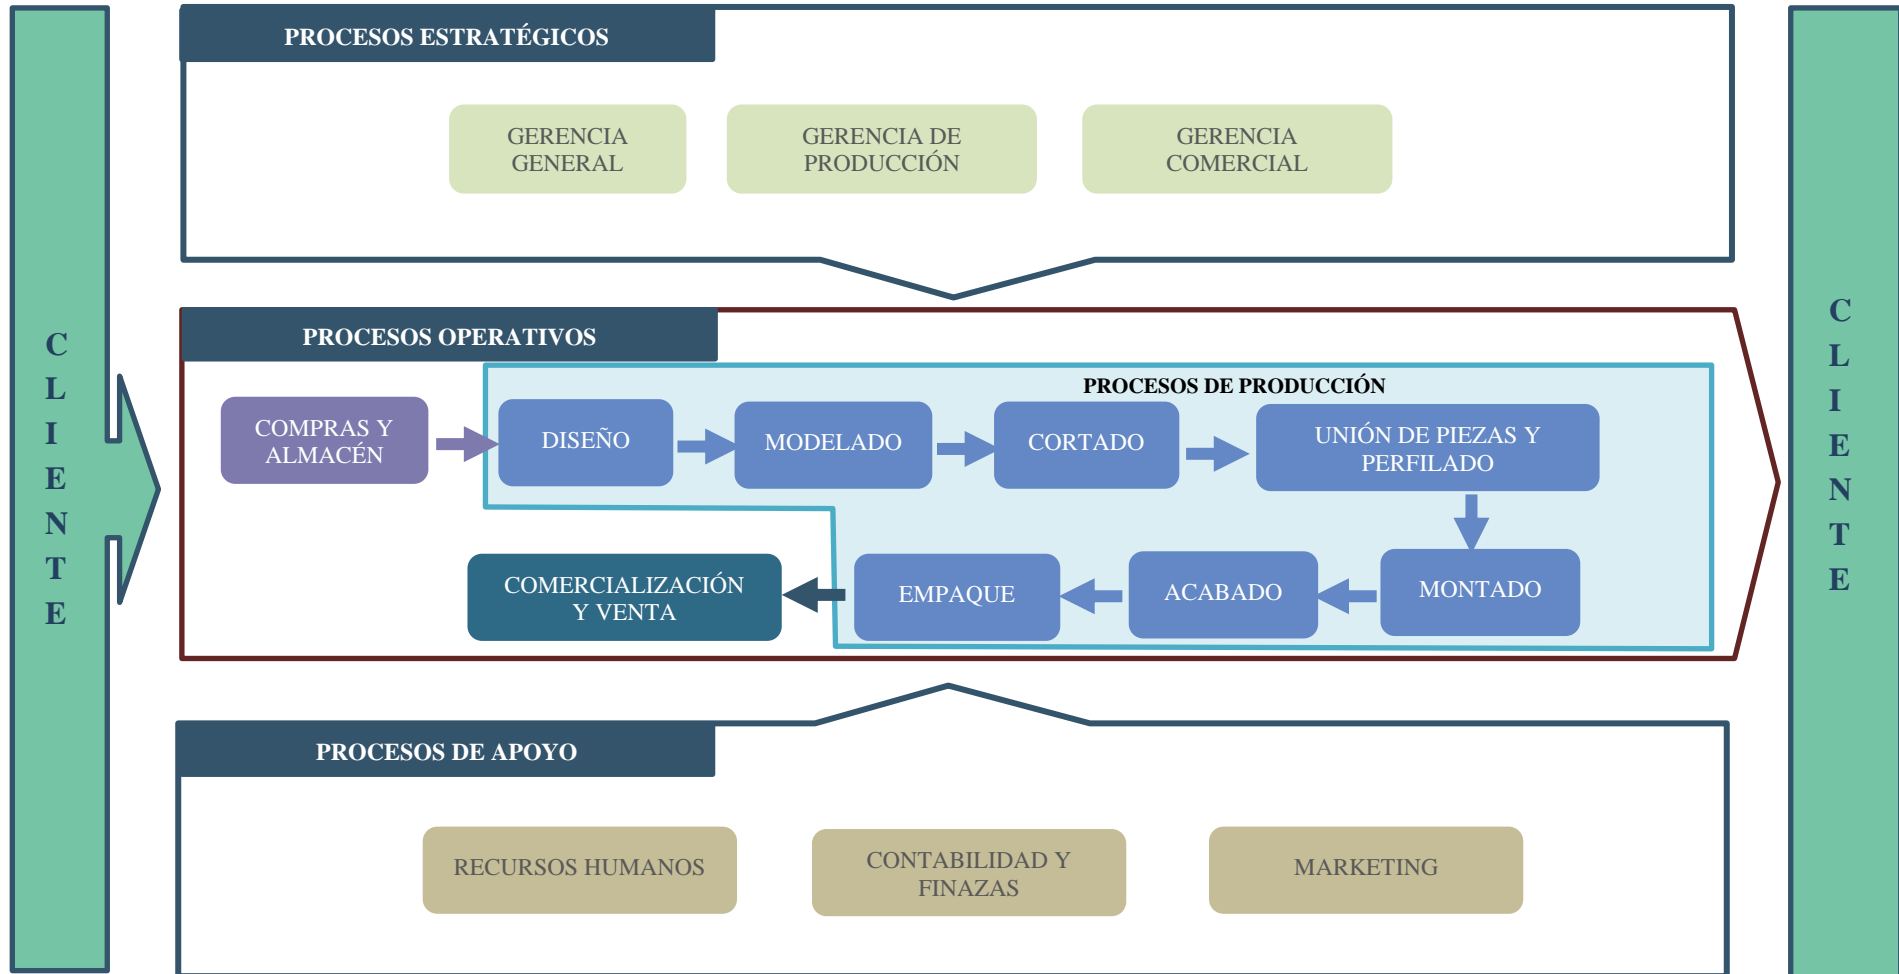 PROCESOS ESTRATÉGICOS
GERENCIA
GENERAL
GERENCIA DE
PRODUCCIÓN
GERENCIA
COMERCIAL
C
L
I
E
N
T
E
PROCESOS OPERATIVOS
PROCESOS DE PRODUCCIÓN
COMPRAS Y
ALMACÉN
DISEÑO
MODELADO
CORTADO
UNIÓN DE PIEZAS Y
PERFILADO
COMERCIALIZACIÓN
Y VENTA
EMPAQUE
ACABADO
MONTADO
C
L
I
E
N
T
E
PROCESOS DE APOYO
RECURSOS HUMANOS
CONTABILIDAD Y
FINAZAS
MARKETING